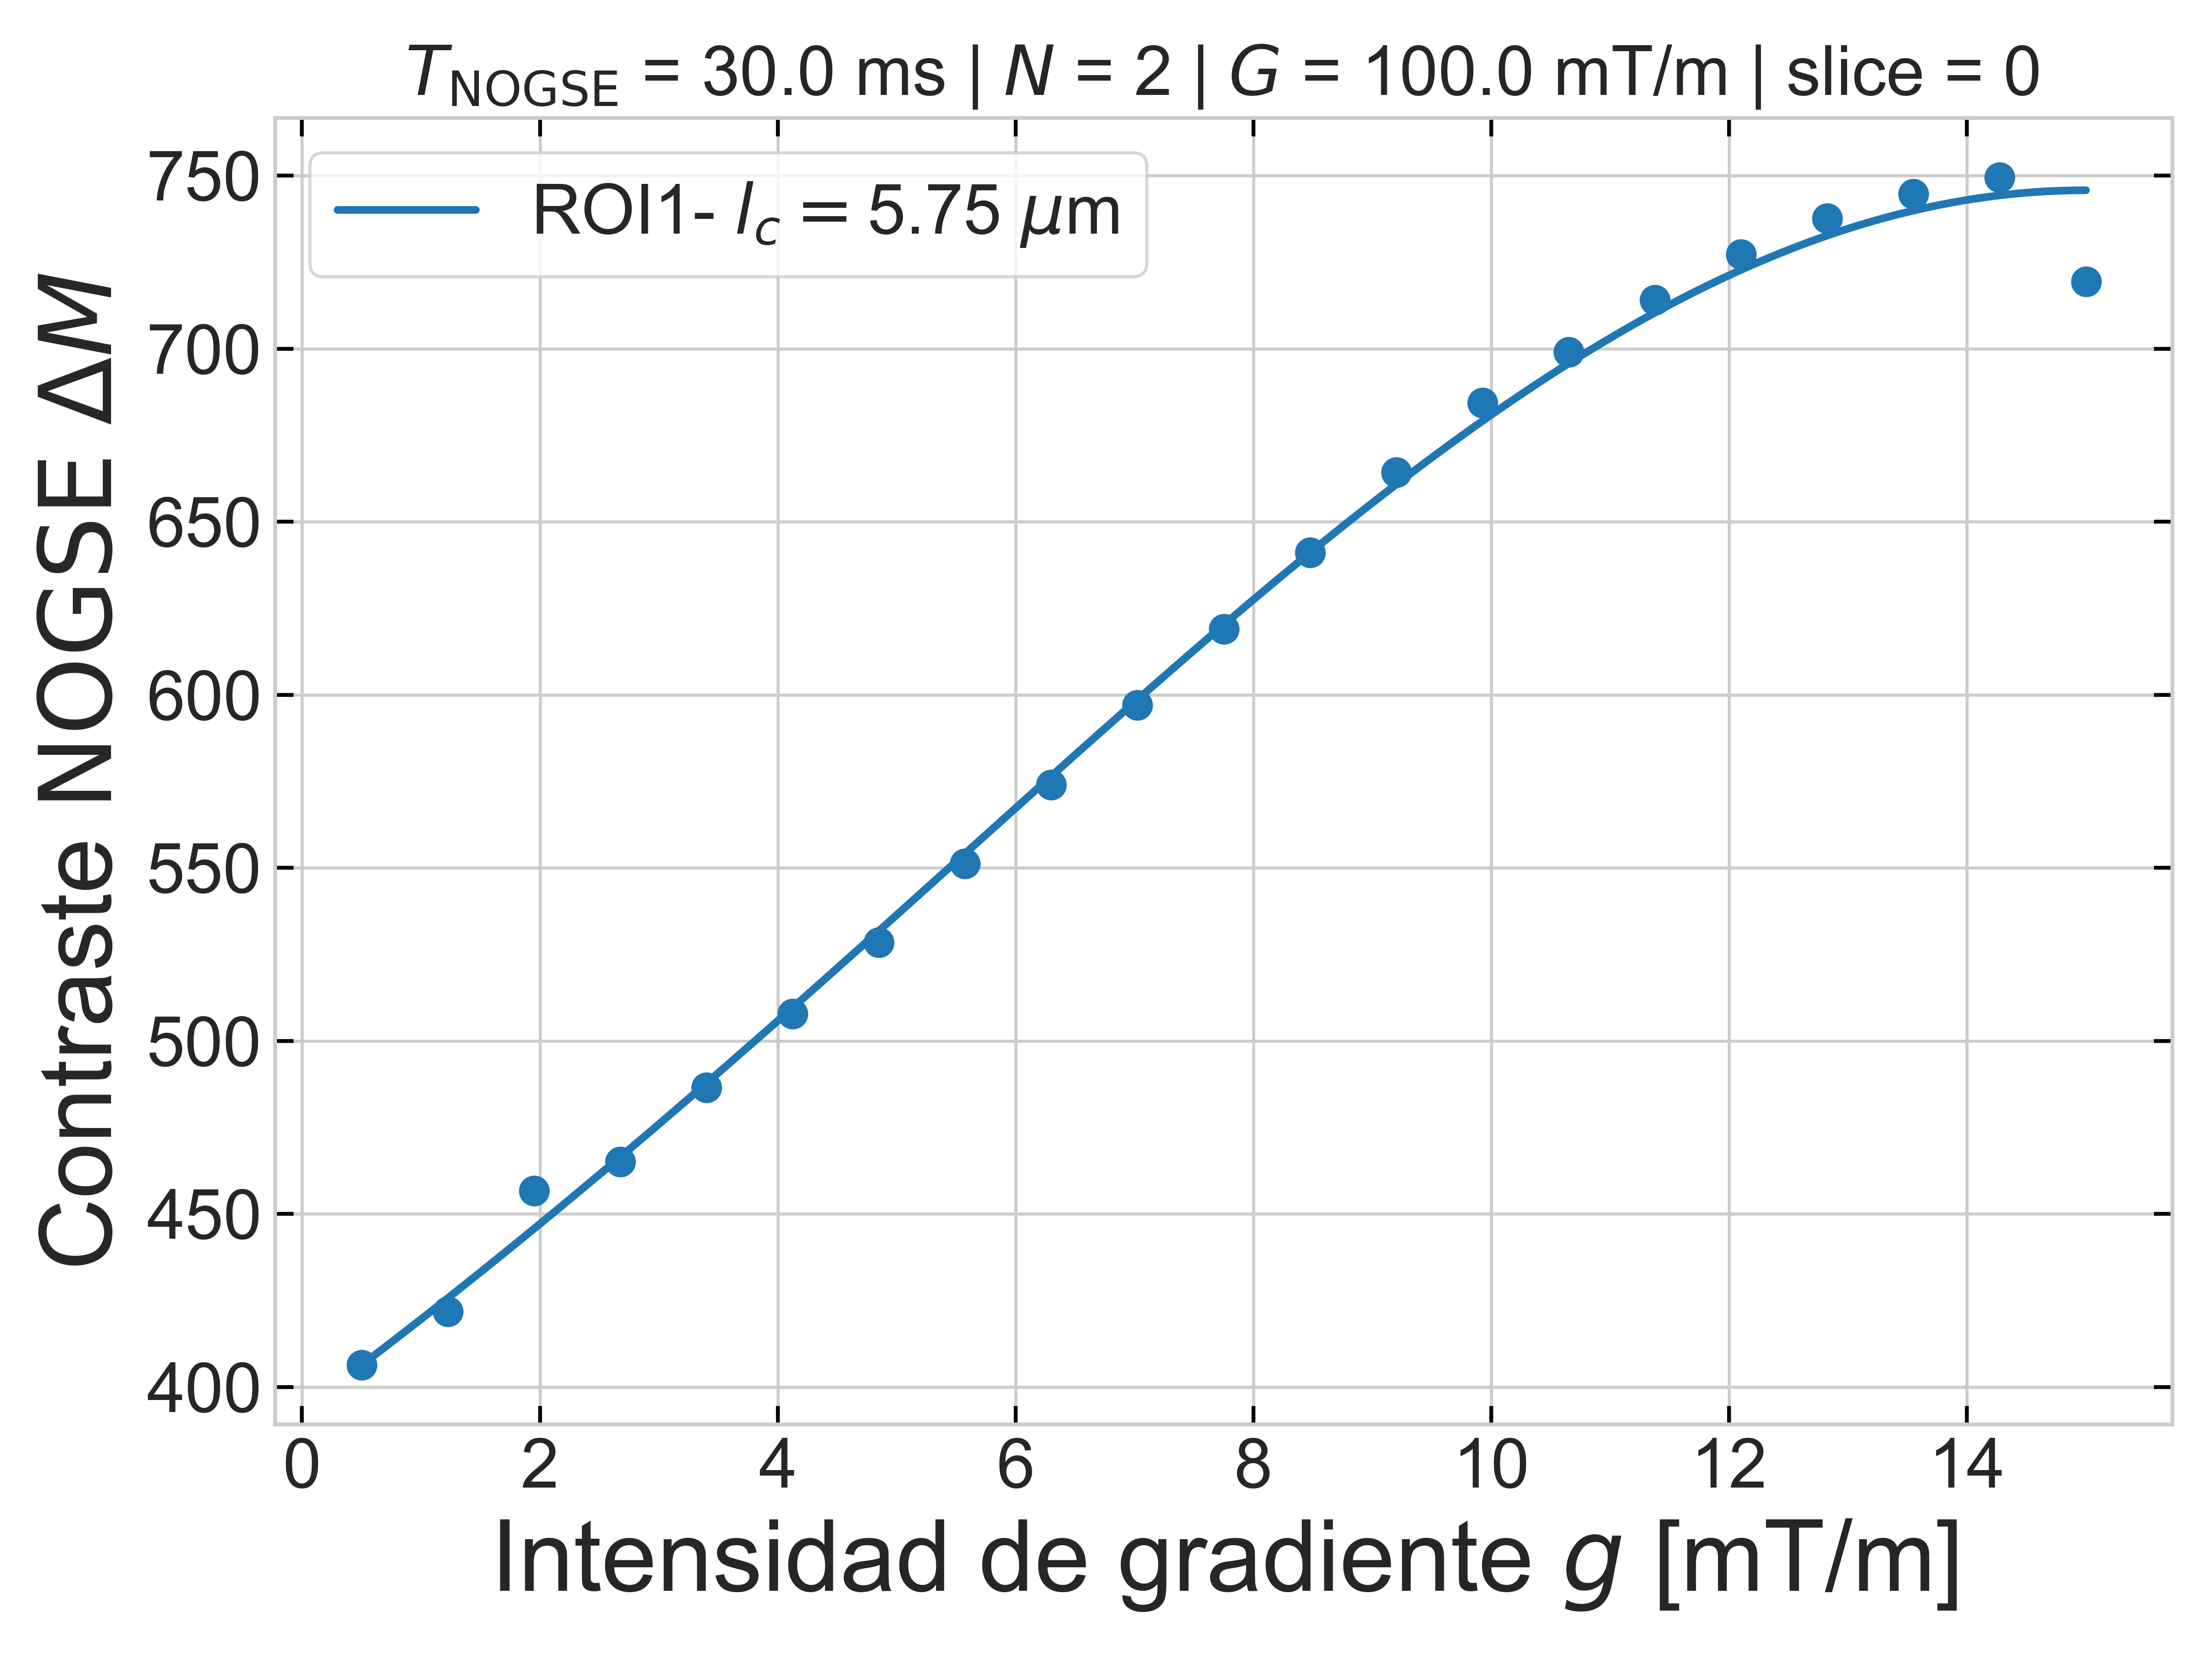 T_NOGSE = 30.0 ms | N = 2 | G = 100.0 mT/m | slice = 0
ROI1- l_c = 5.75 μm
Contraste NOGSE ΔM
750
700
650
600
550
500
450
400
0 2 4 6 8 10 12 14
Intensidad de gradiente g [mT/m]